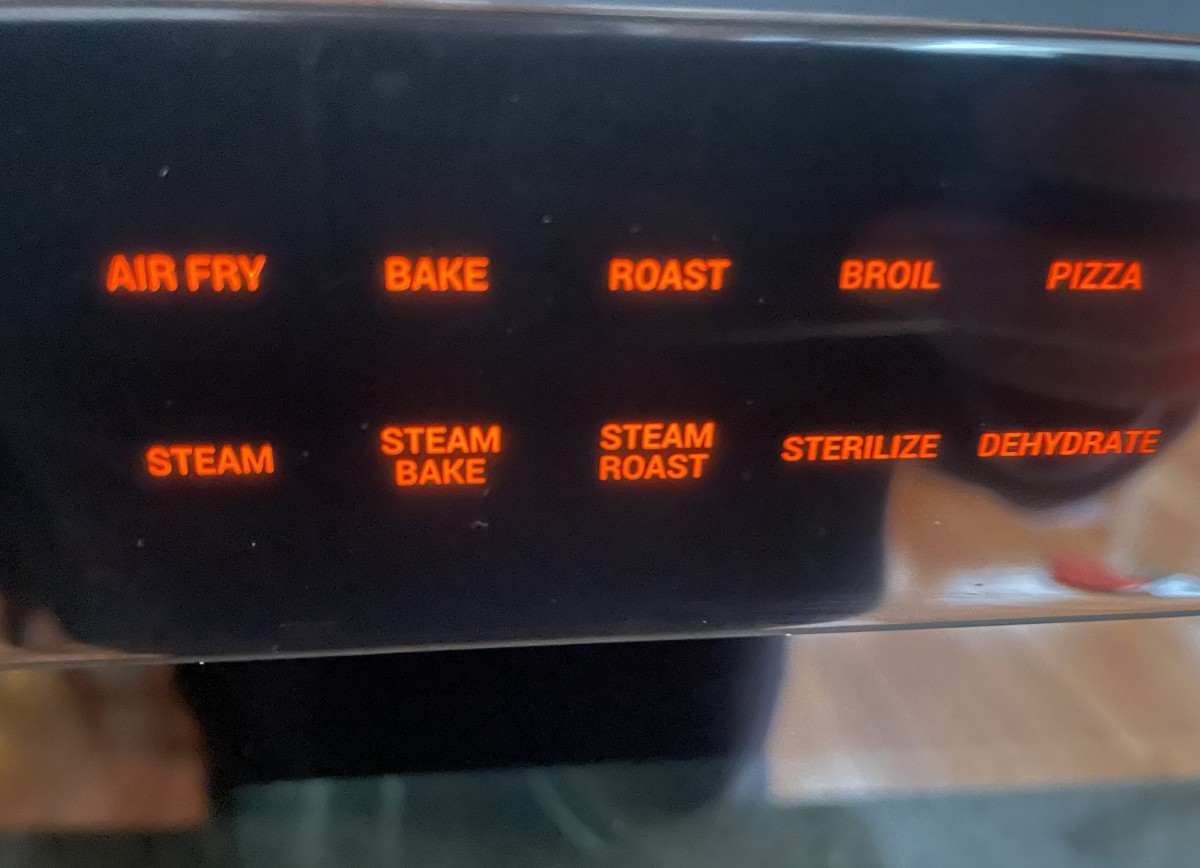 AIR FRY BAKE ROAST BROIL PIZZA
STEAM STEAM BAKE STEAM ROAST STERILIZE DEHYDRATE